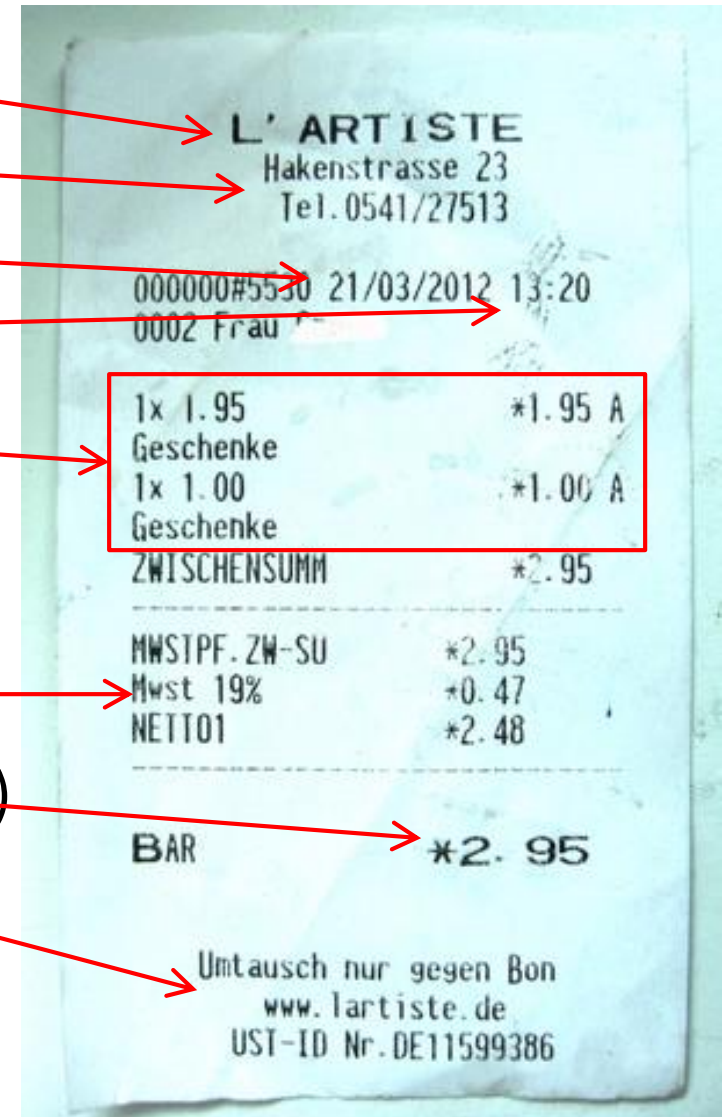 L' ARTISTE
Hakenstrasse 23
Tel.0541/27513
000000#5530 21/03/2012 13:20
0002 Frau
1x 1.95 *1.95 A
Geschenke
1x 1.00 *1.00 A
Geschenke
ZWISCHENSUMM *2.95
MWSTPF.ZW-SU *2.95
Mwst 19% *0.47
NETTO1 *2.48
BAR *2.95
Umtausch nur gegen Bon
www.lartiste.de
UST-ID Nr.DE11599386